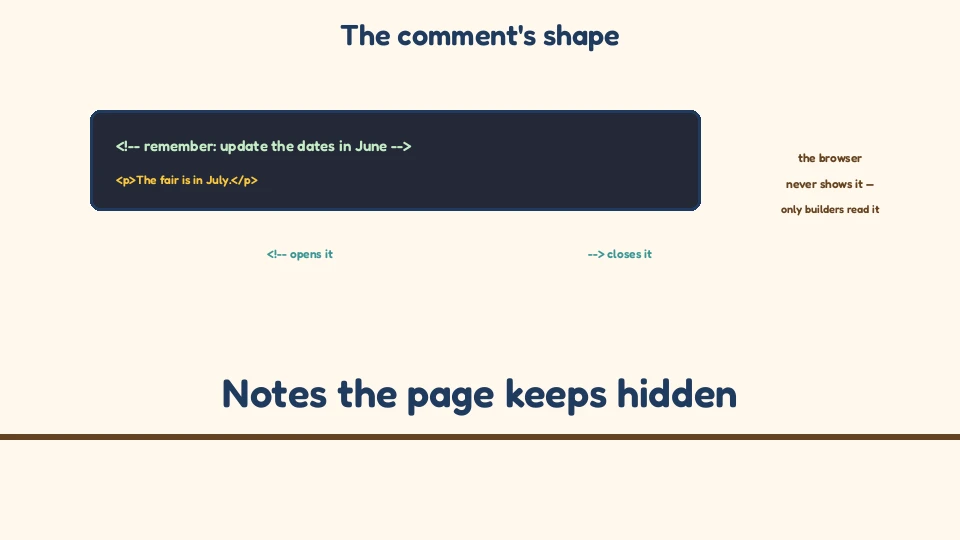 The comment's shape
<!-- remember: update the dates in June -->
<p>The fair is in July.</p>
the browser
never shows it —
only builders read it
<!-- opens it
--> closes it
Notes the page keeps hidden